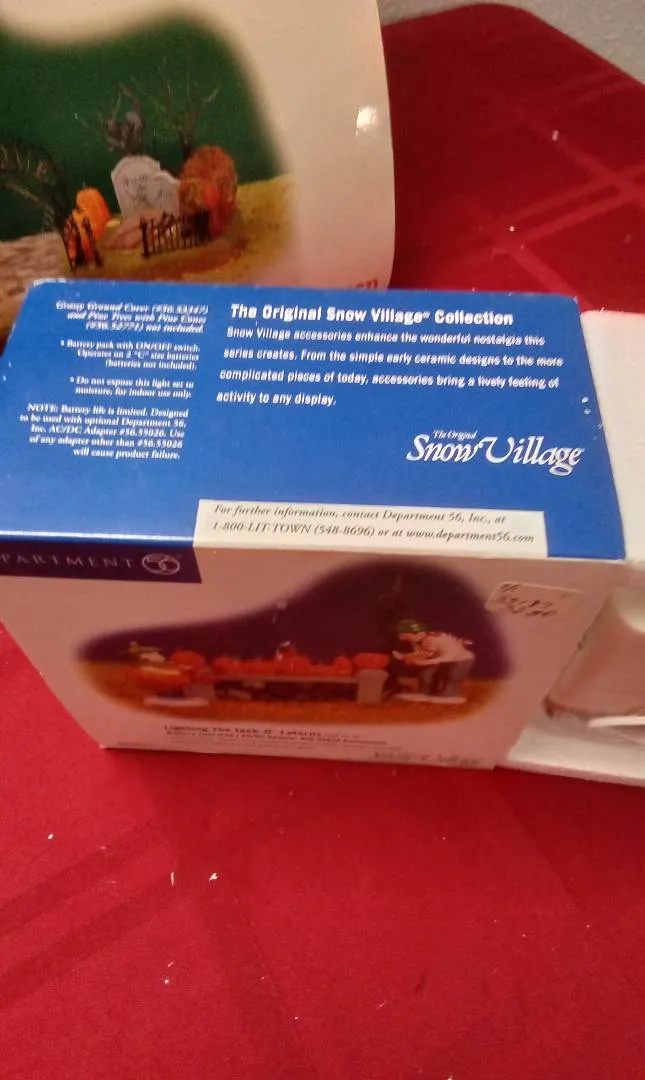 Grassy Ground Cover (#56.53347)
and Pine Trees with Pine Cones
(#56.52771) not included.
• Battery pack with ON/OFF switch.
Operates on 2 "C" size batteries
(batteries not included).
• Do not expose this light set to
moisture, for indoor use only.
NOTE: Battery life is limited. Designed
to be used with optional Department 56,
Inc. AC/DC Adapter #56.55026. Use
of any adapter other than #56.55026
will cause product failure.
The Original Snow Village® Collection
Snow Village accessories enhance the wonderful nostalgia this
series creates. From the simple early ceramic designs to the more
complicated pieces of today, accessories bring a lively feeling of
activity to any display.
The Original
Snow Village
For further information, contact Department 56, Inc., at
1-800-LIT-TOWN (548-8696) or at www.department56.com
PARTMENT 56
Lighting The Jack O' Laterns